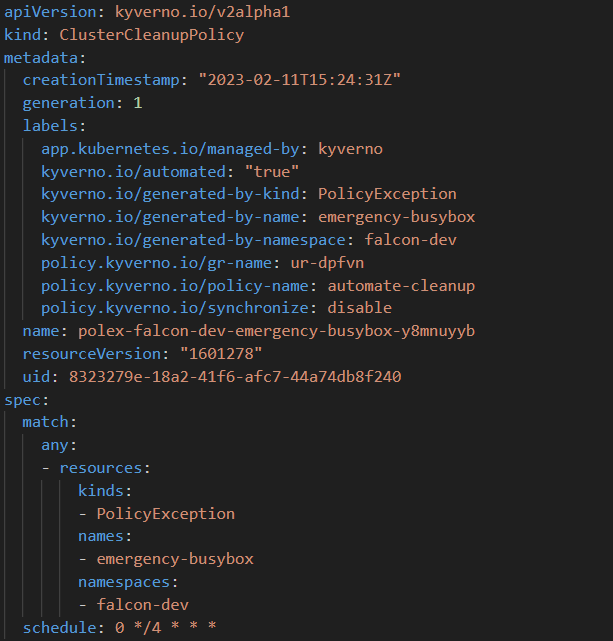 apiVersion: kyverno.io/v2alpha1
kind: ClusterCleanupPolicy
metadata:
  creationTimestamp: "2023-02-11T15:24:31Z"
  generation: 1
  labels:
    app.kubernetes.io/managed-by: kyverno
    kyverno.io/automated: "true"
    kyverno.io/generated-by-kind: PolicyException
    kyverno.io/generated-by-name: emergency-busybox
    kyverno.io/generated-by-namespace: falcon-dev
    policy.kyverno.io/gr-name: ur-dpfvn
    policy.kyverno.io/policy-name: automate-cleanup
    policy.kyverno.io/synchronize: disable
  name: polex-falcon-dev-emergency-busybox-y8mnuyyb
  resourceVersion: "1601278"
  uid: 8323279e-18a2-41f6-afc7-44a74db8f240
spec:
  match:
    any:
    - resources:
        kinds:
        - PolicyException
        names:
        - emergency-busybox
        namespaces:
        - falcon-dev
  schedule: 0 */4 * * *